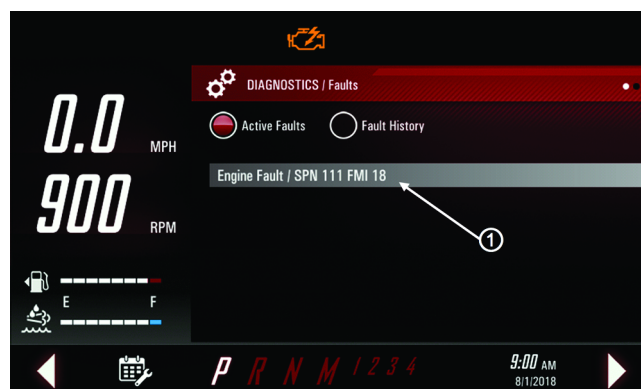 DIAGNOSTICS / Faults
0.0 MPH
Active Faults
Fault History
Engine Fault / SPN 111 FMI 18
900 RPM
1
E F
P R N M 1 2 3 4
9:00 AM
8/1/2018